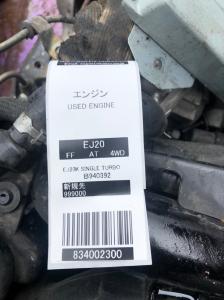 エンジン
USED ENGINE
EJ20
FF AT 4WD
EJ20K SINGLE TURBO
B940392
新規先
999000
834002300